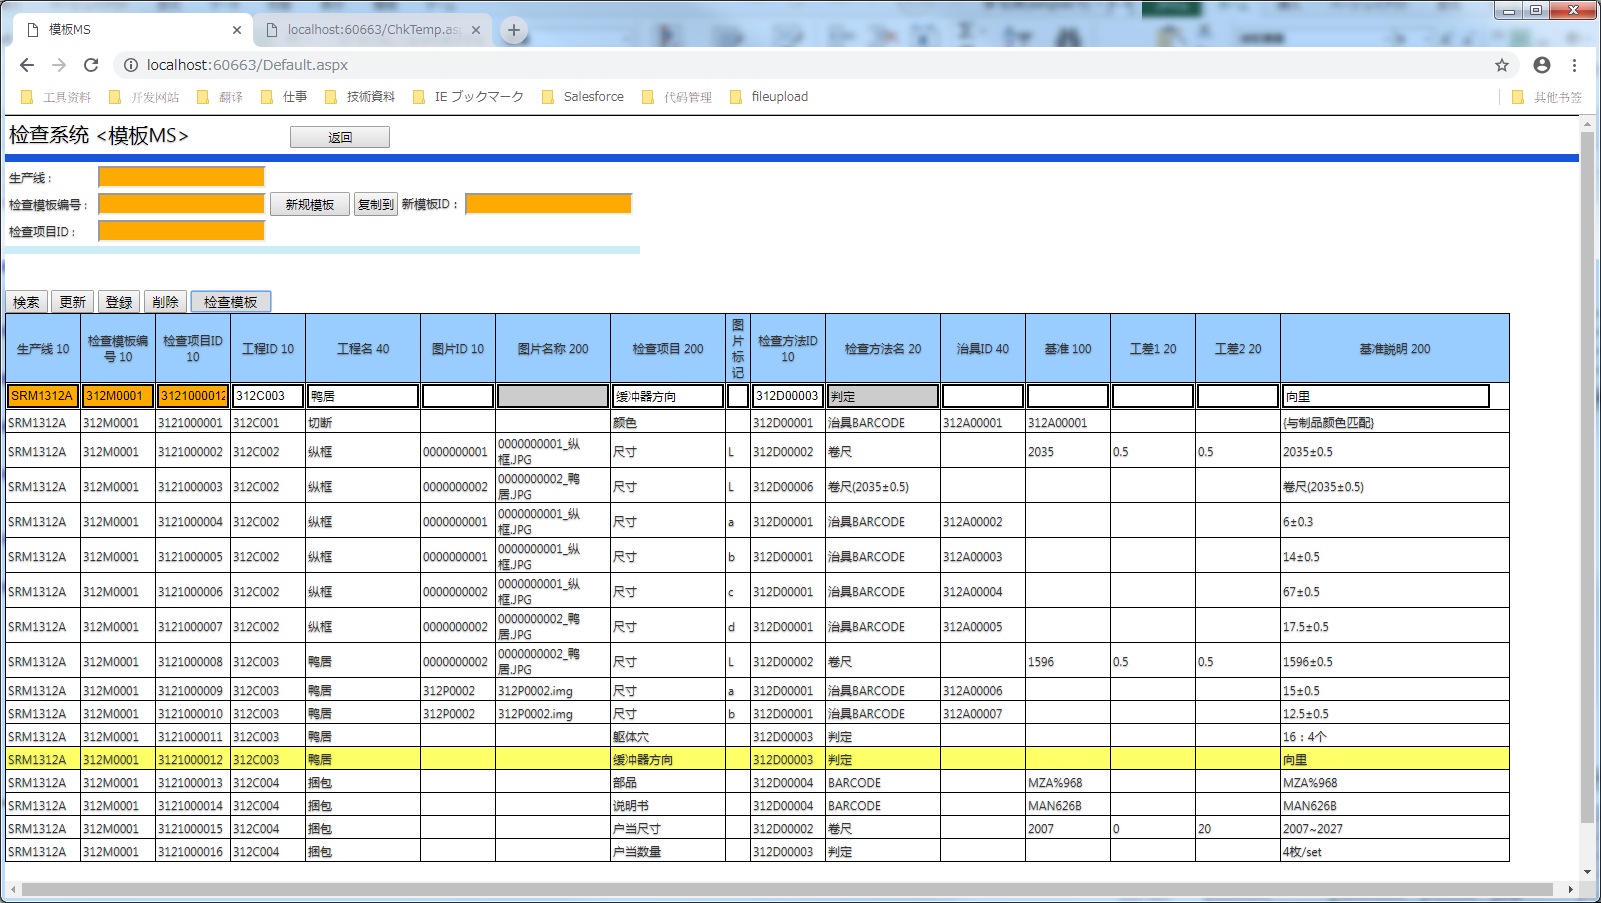 模板MS
localhost:60663/ChkTemp.as
localhost:60663/Default.aspx
工具资料 开发网站 翻译 仕事 技術資料 IE ブックマーク Salesforce 代码管理 fileupload 其他书签
检查系统 <模板MS> 返回
生产线：
检查模板编号： 新规模板 复制到 新模板ID：
检查项目ID：
検索 更新 登録 削除 检查模板
生产线 10 检查模板编号 10 检查项目ID 10 工程ID 10 工程名 40 图片ID 10 图片名称 200 检查项目 200 图片标记 检查方法ID 10 检查方法名 20 治具ID 40 基准 100 工差1 20 工差2 20 基准説明 200
SRM1312A 312M0001 3121000012 312C003 鸭居 缓冲器方向 312D00003 判定 向里
SRM1312A 312M0001 3121000001 312C001 切断 颜色 312D00001 治具BARCODE 312A00001 312A00001 {与制品颜色匹配}
SRM1312A 312M0001 3121000002 312C002 纵框 0000000001 0000000001_纵框.JPG 尺寸 L 312D00002 卷尺 2035 0.5 0.5 2035±0.5
SRM1312A 312M0001 3121000003 312C002 纵框 0000000002 0000000002_鸭居.JPG 尺寸 L 312D00006 卷尺(2035±0.5) 卷尺(2035±0.5)
SRM1312A 312M0001 3121000004 312C002 纵框 0000000001 0000000001_纵框.JPG 尺寸 a 312D00001 治具BARCODE 312A00002 6±0.3
SRM1312A 312M0001 3121000005 312C002 纵框 0000000001 0000000001_纵框.JPG 尺寸 b 312D00001 治具BARCODE 312A00003 14±0.5
SRM1312A 312M0001 3121000006 312C002 纵框 0000000001 0000000001_纵框.JPG 尺寸 c 312D00001 治具BARCODE 312A00004 67±0.5
SRM1312A 312M0001 3121000007 312C002 纵框 0000000002 0000000002_鸭居.JPG 尺寸 d 312D00001 治具BARCODE 312A00005 17.5±0.5
SRM1312A 312M0001 3121000008 312C003 鸭居 0000000002 0000000002_鸭居.JPG 尺寸 L 312D00002 卷尺 1596 0.5 0.5 1596±0.5
SRM1312A 312M0001 3121000009 312C003 鸭居 312P0002 312P0002.img 尺寸 a 312D00001 治具BARCODE 312A00006 15±0.5
SRM1312A 312M0001 3121000010 312C003 鸭居 312P0002 312P0002.img 尺寸 b 312D00001 治具BARCODE 312A00007 12.5±0.5
SRM1312A 312M0001 3121000011 312C003 鸭居 躯体穴 312D00003 判定 16：4个
SRM1312A 312M0001 3121000012 312C003 鸭居 缓冲器方向 312D00003 判定 向里
SRM1312A 312M0001 3121000013 312C004 捆包 部品 312D00004 BARCODE MZA%968 MZA%968
SRM1312A 312M0001 3121000014 312C004 捆包 说明书 312D00004 BARCODE MAN626B MAN626B
SRM1312A 312M0001 3121000015 312C004 捆包 户当尺寸 312D00002 卷尺 2007 0 20 2007~2027
SRM1312A 312M0001 3121000016 312C004 捆包 户当数量 312D00003 判定 4枚/set